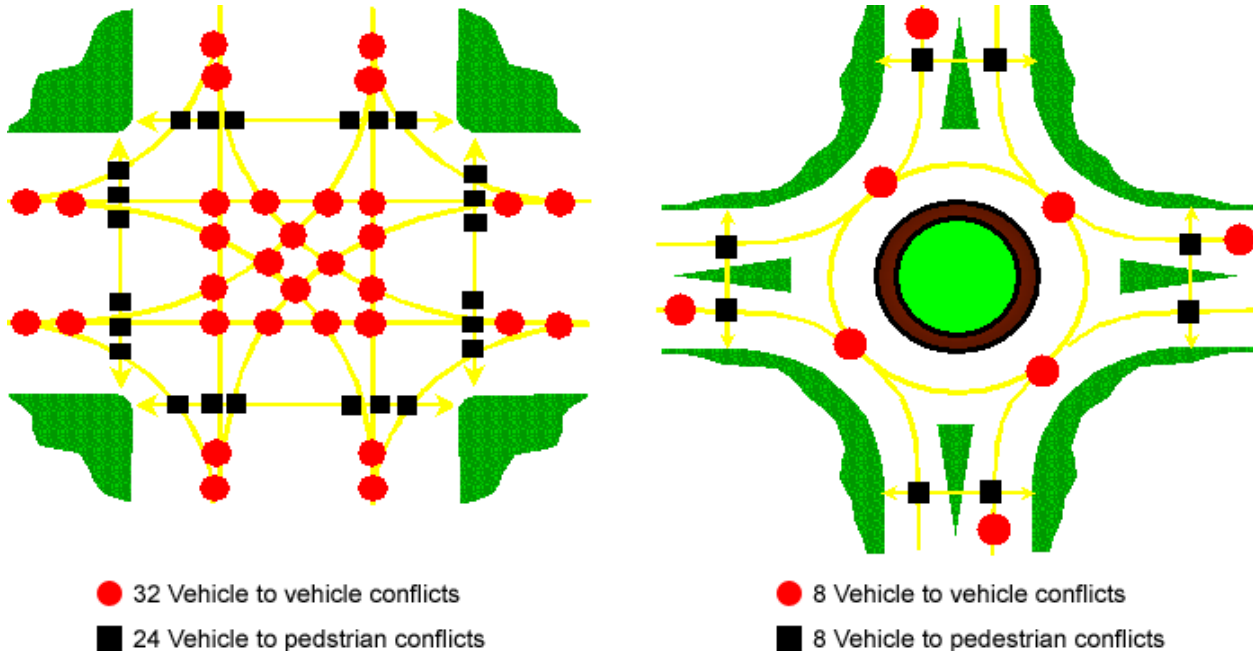 32 Vehicle to vehicle conflicts
24 Vehicle to pedstrian conflicts
8 Vehicle to vehicle conflicts
8 Vehicle to pedestrian conflicts